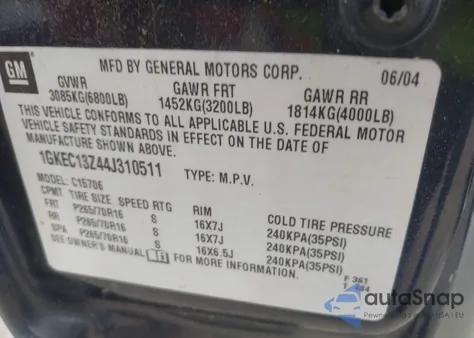 GM
MFD BY GENERAL MOTORS CORP. 06/04
GVWR GAWR FRT GAWR RR
3085KG(6800LB) 1452KG(3200LB) 1814KG(4000LB)
THIS VEHICLE CONFORMS TO ALL APPLICABLE U.S. FEDERAL MOTOR
VEHICLE SAFETY STANDARDS IN EFFECT ON THE DATE OF
MANUFACTURE SHOWN ABOVE.
1GKEC13Z44J310511 TYPE: M.P.V.
MODEL: C15706
CPMT TIRE SIZE SPEED RTG RIM COLD TIRE PRESSURE
FRT P265/70R16 S 16X7J 240KPA(35PSI)
RR P265/70R16 S 16X7J 240KPA(35PSI)
SPA P265/70R16 S 16X6.5J 240KPA(35PSI)
SEE OWNER'S MANUAL FOR MORE INFORMATION.
F 361
autoSnap